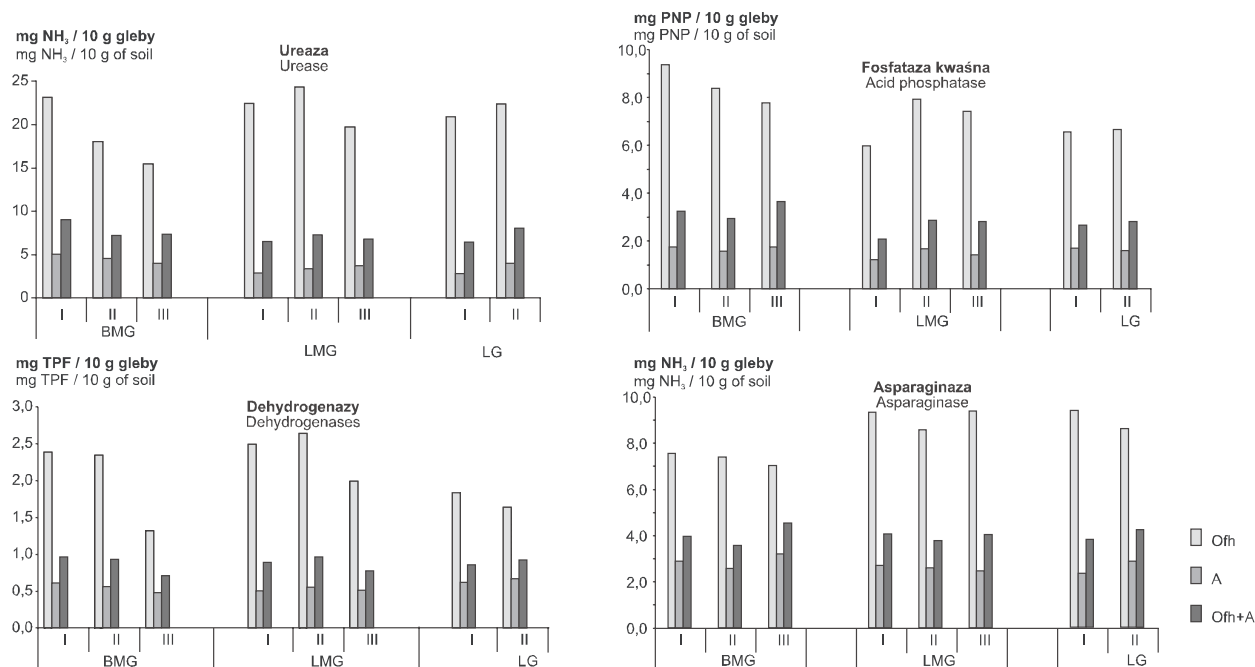 mg NH₃ / 10 g gleby
mg NH₃ / 10 g of soil
Ureaza
Urease
25
20
15
10
5
0
I II III I II III I II
BMG LMG LG
mg PNP / 10 g gleby
mg PNP / 10 g of soil
Fosfataza kwaśna
Acid phosphatase
10,0
8,0
6,0
4,0
2,0
0,0
I II III I II III I II
BMG LMG LG
mg TPF / 10 g gleby
mg TPF / 10 g of soil
Dehydrogenazy
Dehydrogenases
3,0
2,5
2,0
1,5
1,0
0,5
0,0
I II III I II III I II
BMG LMG LG
mg NH₃ / 10 g gleby
mg NH₃ / 10 g of soil
Asparaginaza
Asparaginase
10,0
8,0
6,0
4,0
2,0
0,0
I II III I II III I II
BMG LMG LG
Ofh
A
Ofh+A